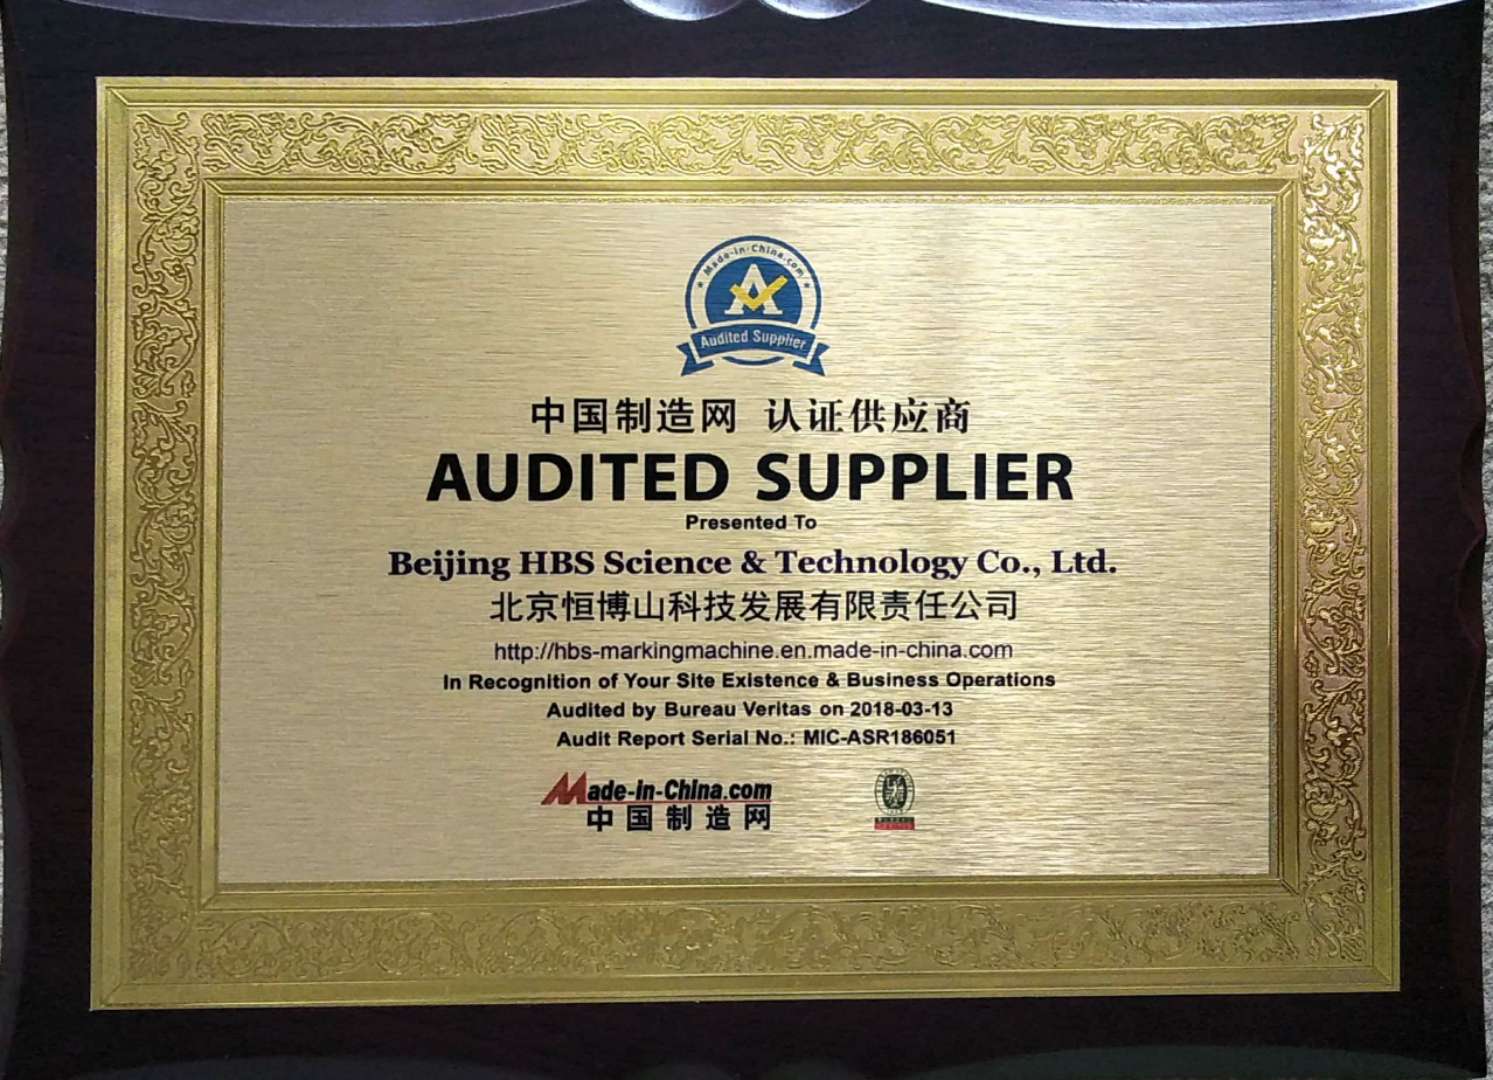 Made-in-China.com
A
Audited Supplier
中国制造网 认证供应商
AUDITED SUPPLIER
Presented To
Beijing HBS Science & Technology Co., Ltd.
北京恒博山科技发展有限责任公司
http://hbs-markingmachine.en.made-in-china.com
In Recognition of Your Site Existence & Business Operations
Audited by Bureau Veritas on 2018-03-13
Audit Report Serial No.: MIC-ASR186051
Made-in-China.com
中国制造网